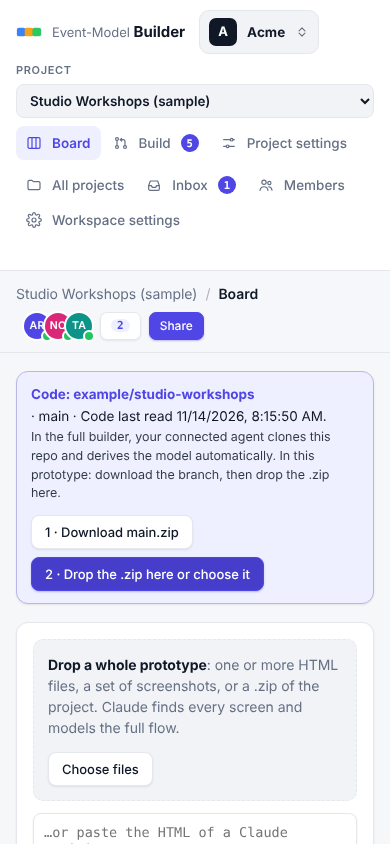 Event-Model Builder
A Acme
PROJECT
Studio Workshops (sample)
Board
Build 5
Project settings
All projects
Inbox 1
Members
Workspace settings
Studio Workshops (sample) / Board
AR NO TA
2
Share
Code: example/studio-workshops
· main · Code last read 11/14/2026, 8:15:50 AM.
In the full builder, your connected agent clones this
repo and derives the model automatically. In this
prototype: download the branch, then drop the .zip
here.
1 · Download main.zip
2 · Drop the .zip here or choose it
Drop a whole prototype: one or more HTML
files, a set of screenshots, or a .zip of the
project. Claude finds every screen and
models the full flow.
Choose files
…or paste the HTML of a Claude